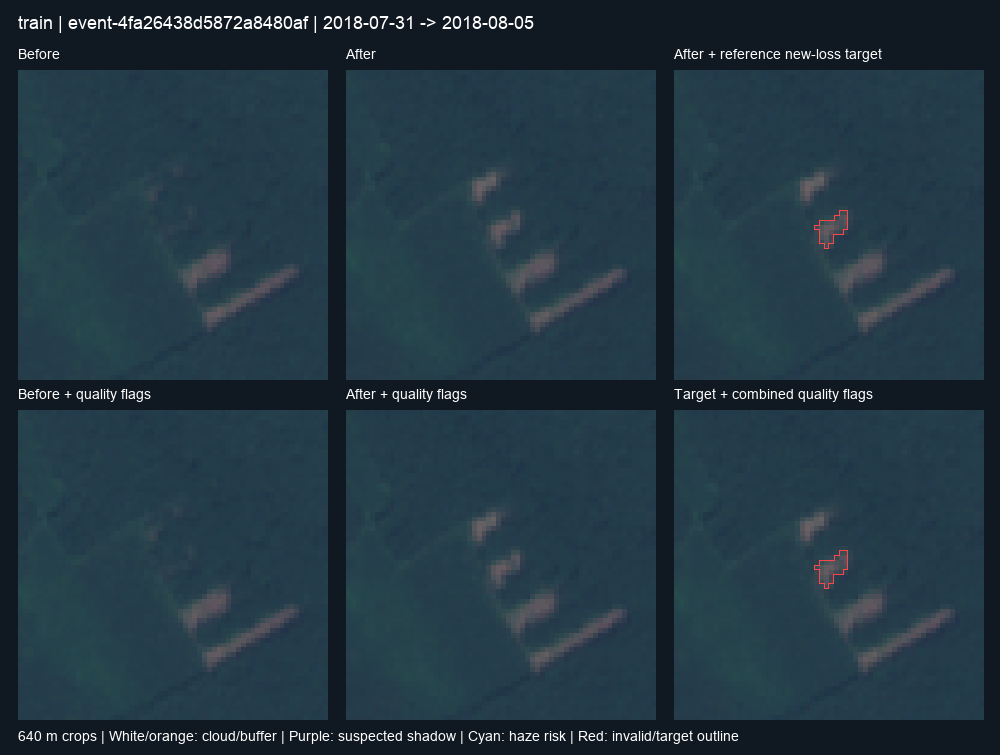 train | event-4fa26438d5872a8480af | 2018-07-31 -> 2018-08-05
Before
After
After + reference new-loss target
Before + quality flags
After + quality flags
Target + combined quality flags
640 m crops | White/orange: cloud/buffer | Purple: suspected shadow | Cyan: haze risk | Red: invalid/target outline